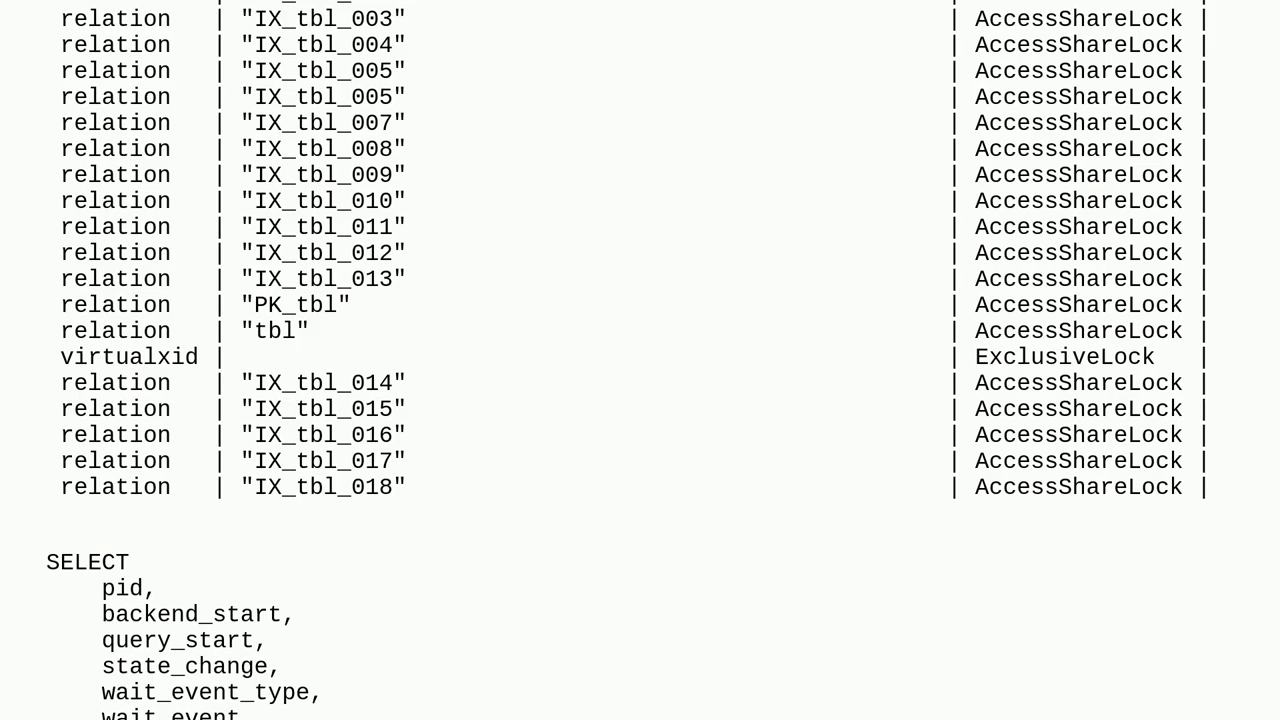 relation | "IX_tbl_003" | AccessShareLock |
relation | "IX_tbl_004" | AccessShareLock |
relation | "IX_tbl_005" | AccessShareLock |
relation | "IX_tbl_005" | AccessShareLock |
relation | "IX_tbl_007" | AccessShareLock |
relation | "IX_tbl_008" | AccessShareLock |
relation | "IX_tbl_009" | AccessShareLock |
relation | "IX_tbl_010" | AccessShareLock |
relation | "IX_tbl_011" | AccessShareLock |
relation | "IX_tbl_012" | AccessShareLock |
relation | "IX_tbl_013" | AccessShareLock |
relation | "PK_tbl" | AccessShareLock |
relation | "tbl" | AccessShareLock |
virtualxid | | ExclusiveLock |
relation | "IX_tbl_014" | AccessShareLock |
relation | "IX_tbl_015" | AccessShareLock |
relation | "IX_tbl_016" | AccessShareLock |
relation | "IX_tbl_017" | AccessShareLock |
relation | "IX_tbl_018" | AccessShareLock |
SELECT
pid,
backend_start,
query_start,
state_change,
wait_event_type,
wait_event